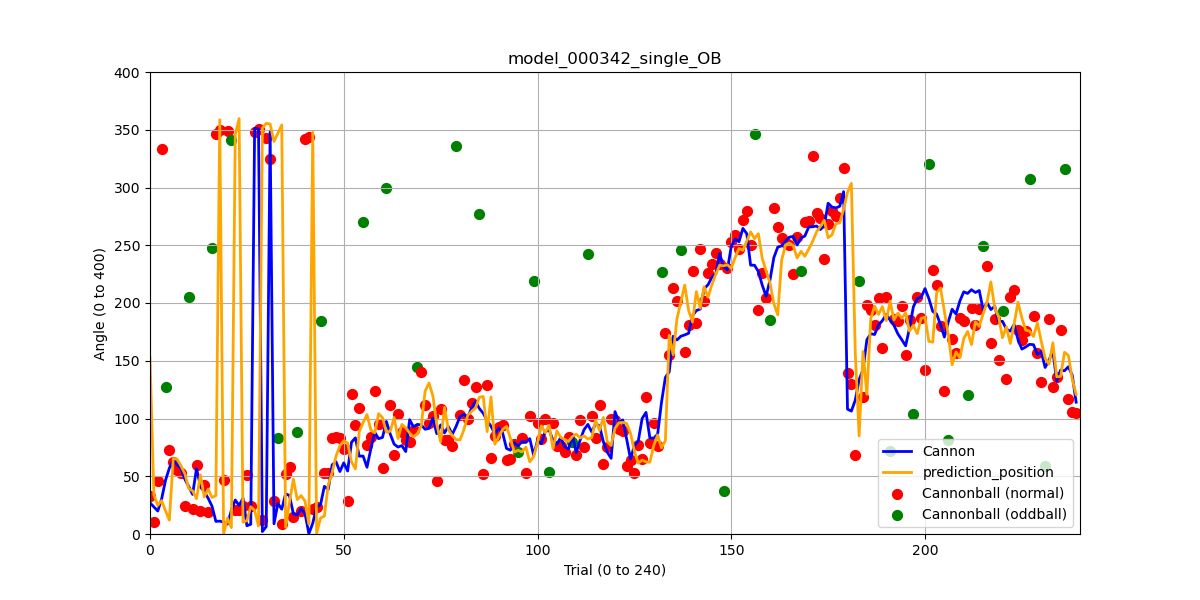 model_000342_single_OB
400
350
300
250
200
150
100
50
0
Angle (0 to 400)
0 50 100 150 200
Trial (0 to 240)
Cannon
prediction_position
Cannonball (normal)
Cannonball (oddball)